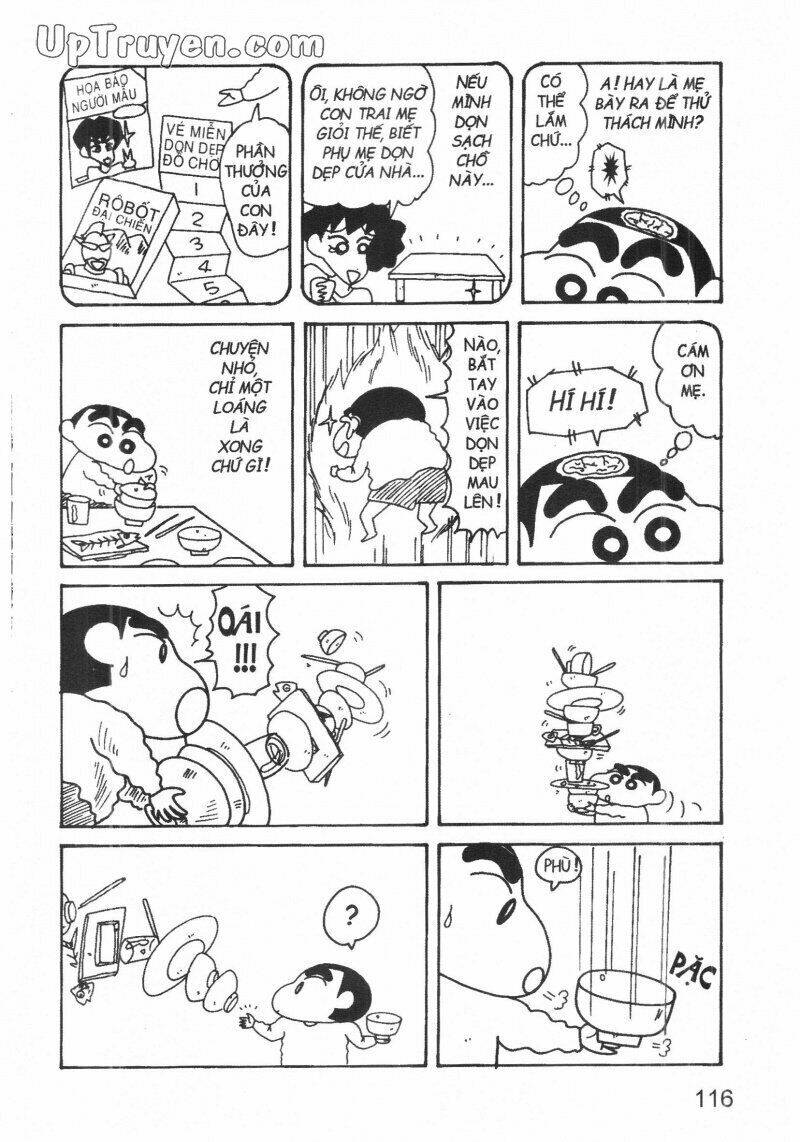 UpTruyen.com
A! HAY LÀ MẸ
BÀY RA ĐỂ THỬ
THÁCH MÌNH?
CÓ
THỂ
LẮM
CHỨ...
NẾU
MÌNH
DỌN
SẠCH
CHỖ
NÀY...
ÔI, KHÔNG NGỜ
CON TRAI MẸ
GIỎI THẾ, BIẾT
PHỤ MẸ DỌN
DẸP CỦA NHÀ...
PHẦN
THƯỞNG
CỦA
CON
ĐÂY!
HỌA BÁO
NGƯỜI MẪU
VÉ MIỄN
DỌN DẸP
ĐỒ CHƠ
1
2
3
4
5
RÔBỐT
ĐẠI CHIẾN
CÁM
ƠN
MẸ.
HÍ HÍ!
NÀO,
BẮT
TAY
VÀO
VIỆC
DỌN
DẸP
MAU
LÊN!
CHUYỆN
NHỎ,
CHỈ MỘT
LOÁNG
LÀ
XONG
CHỨ GÌ!
OÁI
!!!
PHÙ!
PẶC
?
116